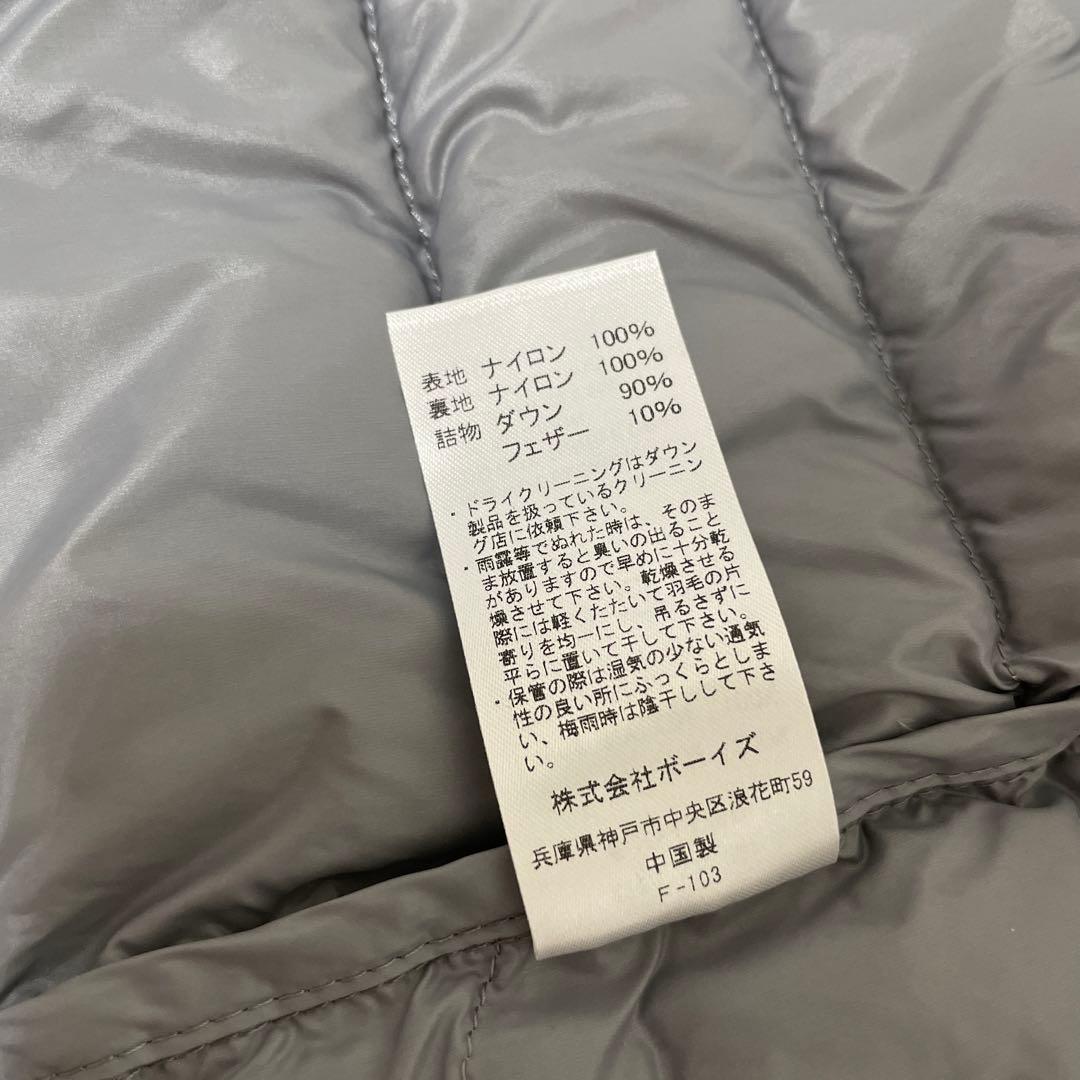 表地 ナイロン 100%
裏地 ナイロン 100%
詰物 ダウン 90%
フェザー 10%
・ドライクリーニングはダウン
製品を扱っているクリーニン
グ店に依頼下さい。
・雨露等でぬれた時は、そのま
ま放置すると臭いの出ること
がありますので早めに十分乾
燥させて下さい。乾燥させる
際には軽くたたいて羽毛の片
寄りを均一にし、吊るさずに
平らに置いて干して下さい。
・保管の際は湿気の少ない通気
性の良い所にふっくらとしま
い、梅雨時は陰干しして下さ
い。
株式会社ボーイズ
兵庫県神戸市中央区浪花町59
中国製
F-103